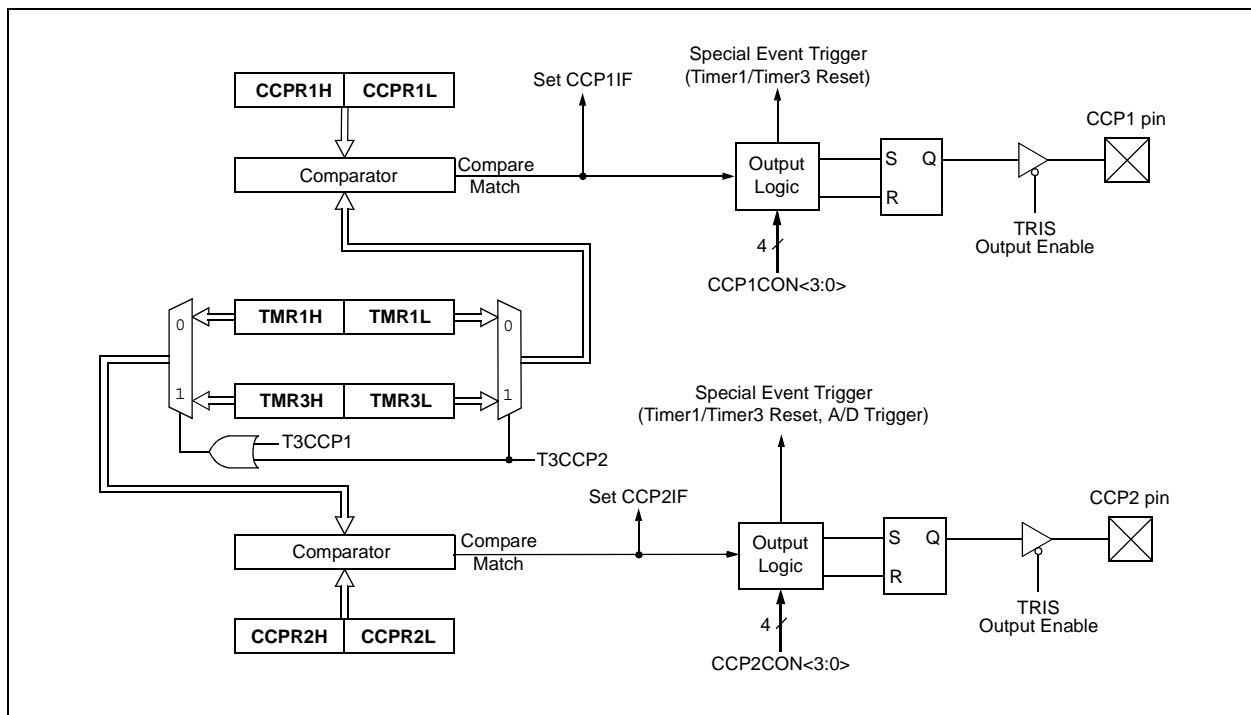 Special Event Trigger
(Timer1/Timer3 Reset)
Set CCP1IF
CCPR1H CCPR1L
CCP1 pin
Comparator
Compare
Match
Output
Logic
S Q
R
TRIS
Output Enable
4
CCP1CON<3:0>
0 TMR1H TMR1L 0
1 TMR3H TMR3L 1
T3CCP1
T3CCP2
Special Event Trigger
(Timer1/Timer3 Reset, A/D Trigger)
Set CCP2IF
CCP2 pin
Comparator
Compare
Match
Output
Logic
S Q
R
TRIS
Output Enable
4
CCPR2H CCPR2L
CCP2CON<3:0>